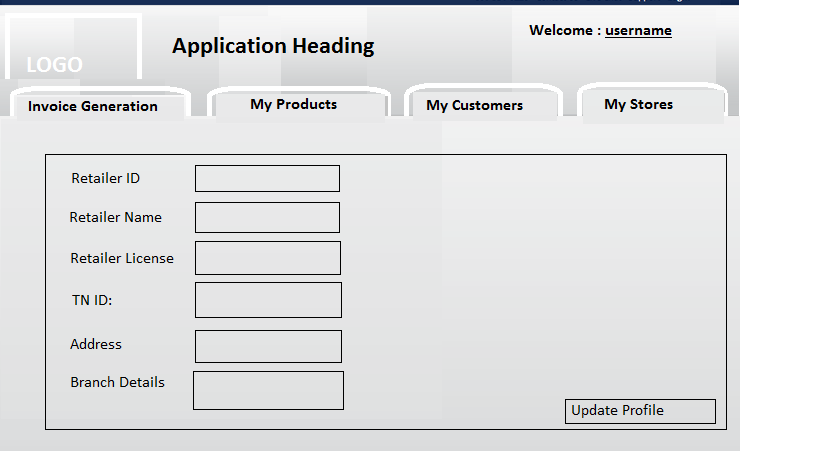 Welcome : username
Application Heading
LOGO
Invoice Generation
My Products
My Customers
My Stores
Retailer ID
Retailer Name
Retailer License
TN ID:
Address
Branch Details
Update Profile